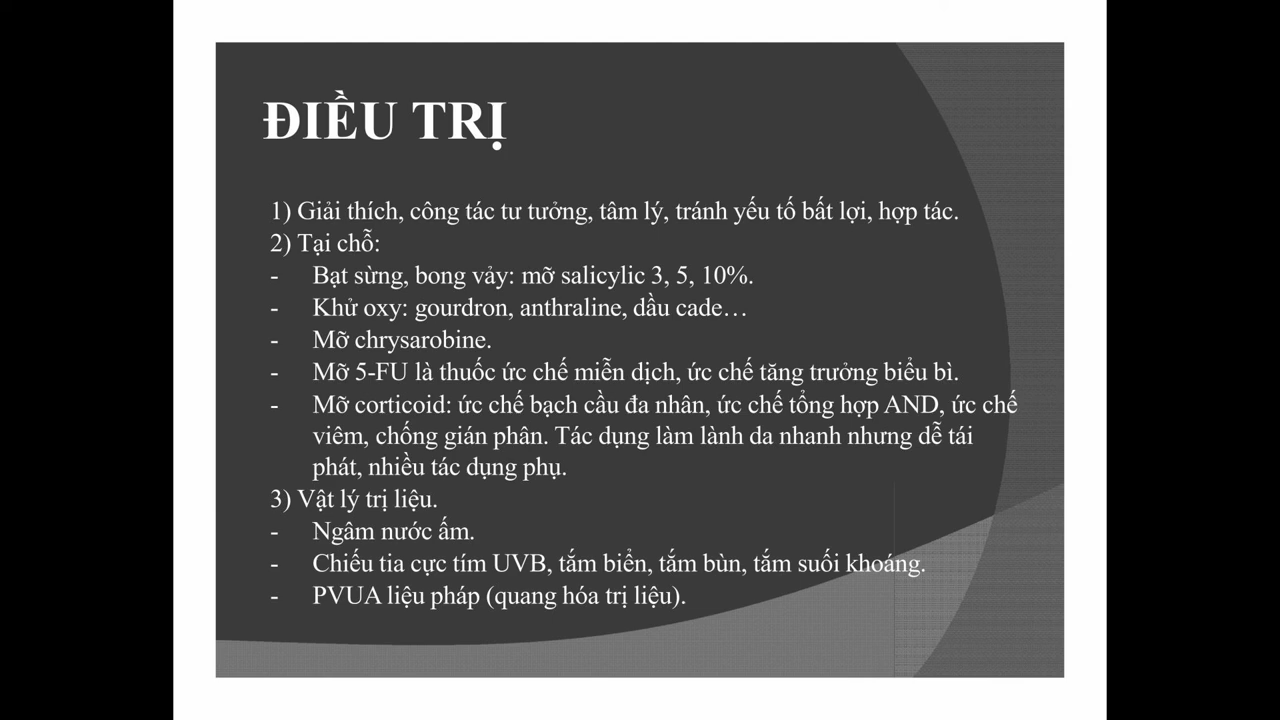 ĐIỀU TRỊ
1) Giải thích, công tác tư tưởng, tâm lý, tránh yếu tố bất lợi, hợp tác.
2) Tại chỗ:
- Bạt sừng, bong vảy: mỡ salicylic 3, 5, 10%.
- Khử oxy: gourdron, anthraline, dầu cade…
- Mỡ chrysarobine.
- Mỡ 5-FU là thuốc ức chế miễn dịch, ức chế tăng trưởng biểu bì.
- Mỡ corticoid: ức chế bạch cầu đa nhân, ức chế tổng hợp AND, ức chế
viêm, chống gián phân. Tác dụng làm lành da nhanh nhưng dễ tái
phát, nhiều tác dụng phụ.
3) Vật lý trị liệu.
- Ngâm nước ấm.
- Chiếu tia cực tím UVB, tắm biển, tắm bùn, tắm suối khoáng.
- PVUA liệu pháp (quang hóa trị liệu).